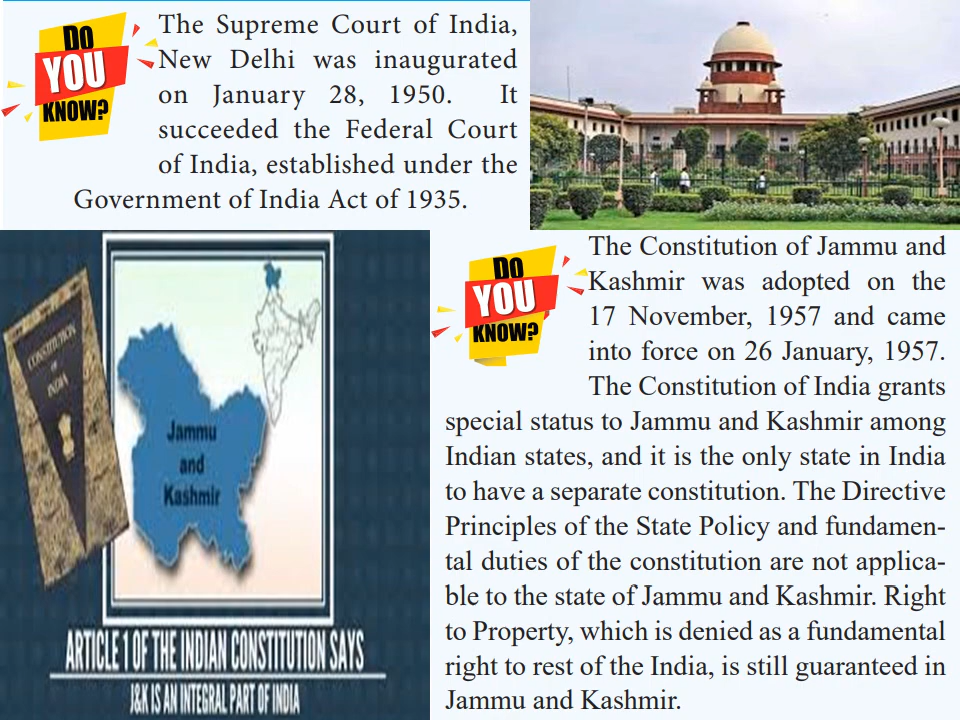 DO
YOU
KNOW?
The Supreme Court of India,
New Delhi was inaugurated
on January 28, 1950. It
succeeded the Federal Court
of India, established under the
Government of India Act of 1935.
CONSTITUTION
OF
INDIA
Jammu
and
Kashmir
ARTICLE 1 OF THE INDIAN CONSTITUTION SAYS
J&K IS AN INTEGRAL PART OF INDIA
DO
YOU
KNOW?
The Constitution of Jammu and
Kashmir was adopted on the
17 November, 1957 and came
into force on 26 January, 1957.
The Constitution of India grants
special status to Jammu and Kashmir among
Indian states, and it is the only state in India
to have a separate constitution. The Directive
Principles of the State Policy and fundamen-
tal duties of the constitution are not applica-
ble to the state of Jammu and Kashmir. Right
to Property, which is denied as a fundamental
right to rest of the India, is still guaranteed in
Jammu and Kashmir.